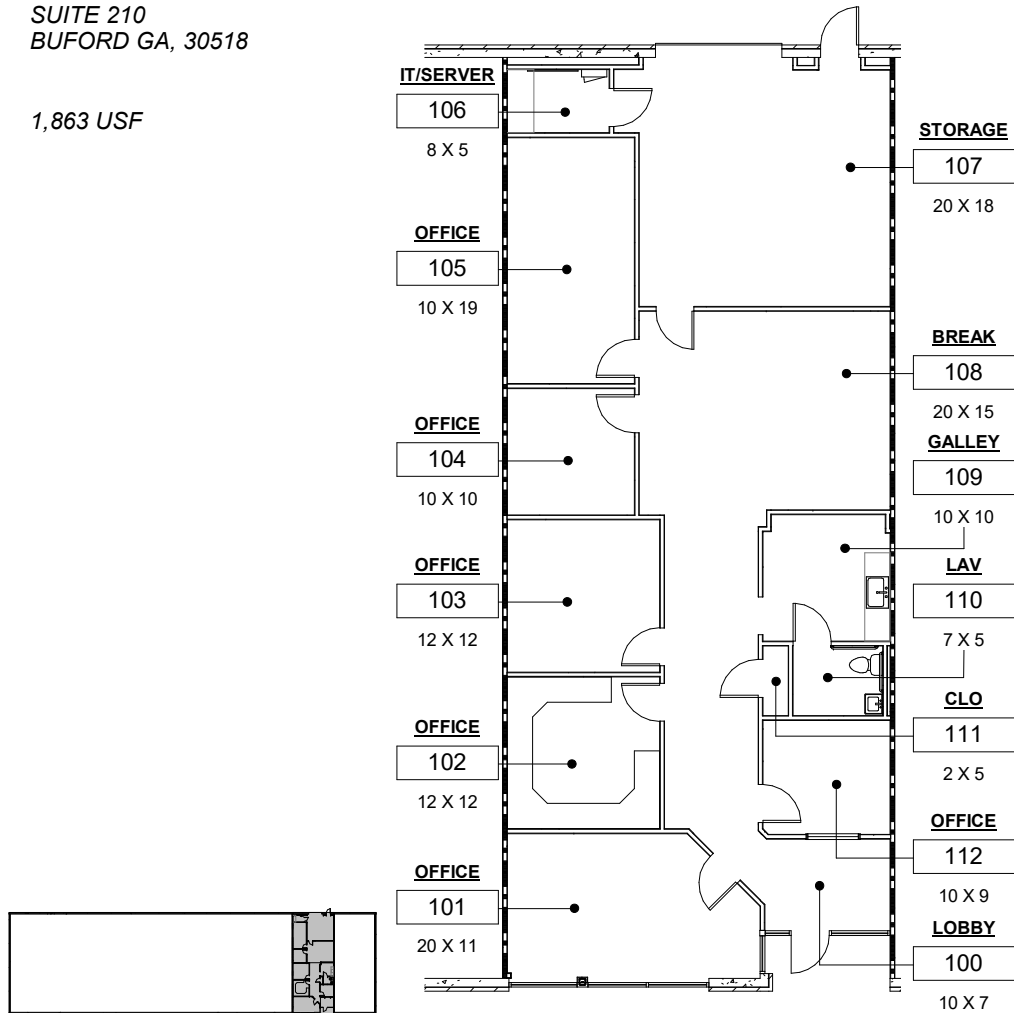 SUITE 210
BUFORD GA, 30518
1,863 USF
IT/SERVER
106
8 X 5
OFFICE
105
10 X 19
OFFICE
104
10 X 10
OFFICE
103
12 X 12
OFFICE
102
12 X 12
OFFICE
101
20 X 11
STORAGE
107
20 X 18
BREAK
108
20 X 15
GALLEY
109
10 X 10
LAV
110
7 X 5
CLO
111
2 X 5
OFFICE
112
10 X 9
LOBBY
100
10 X 7